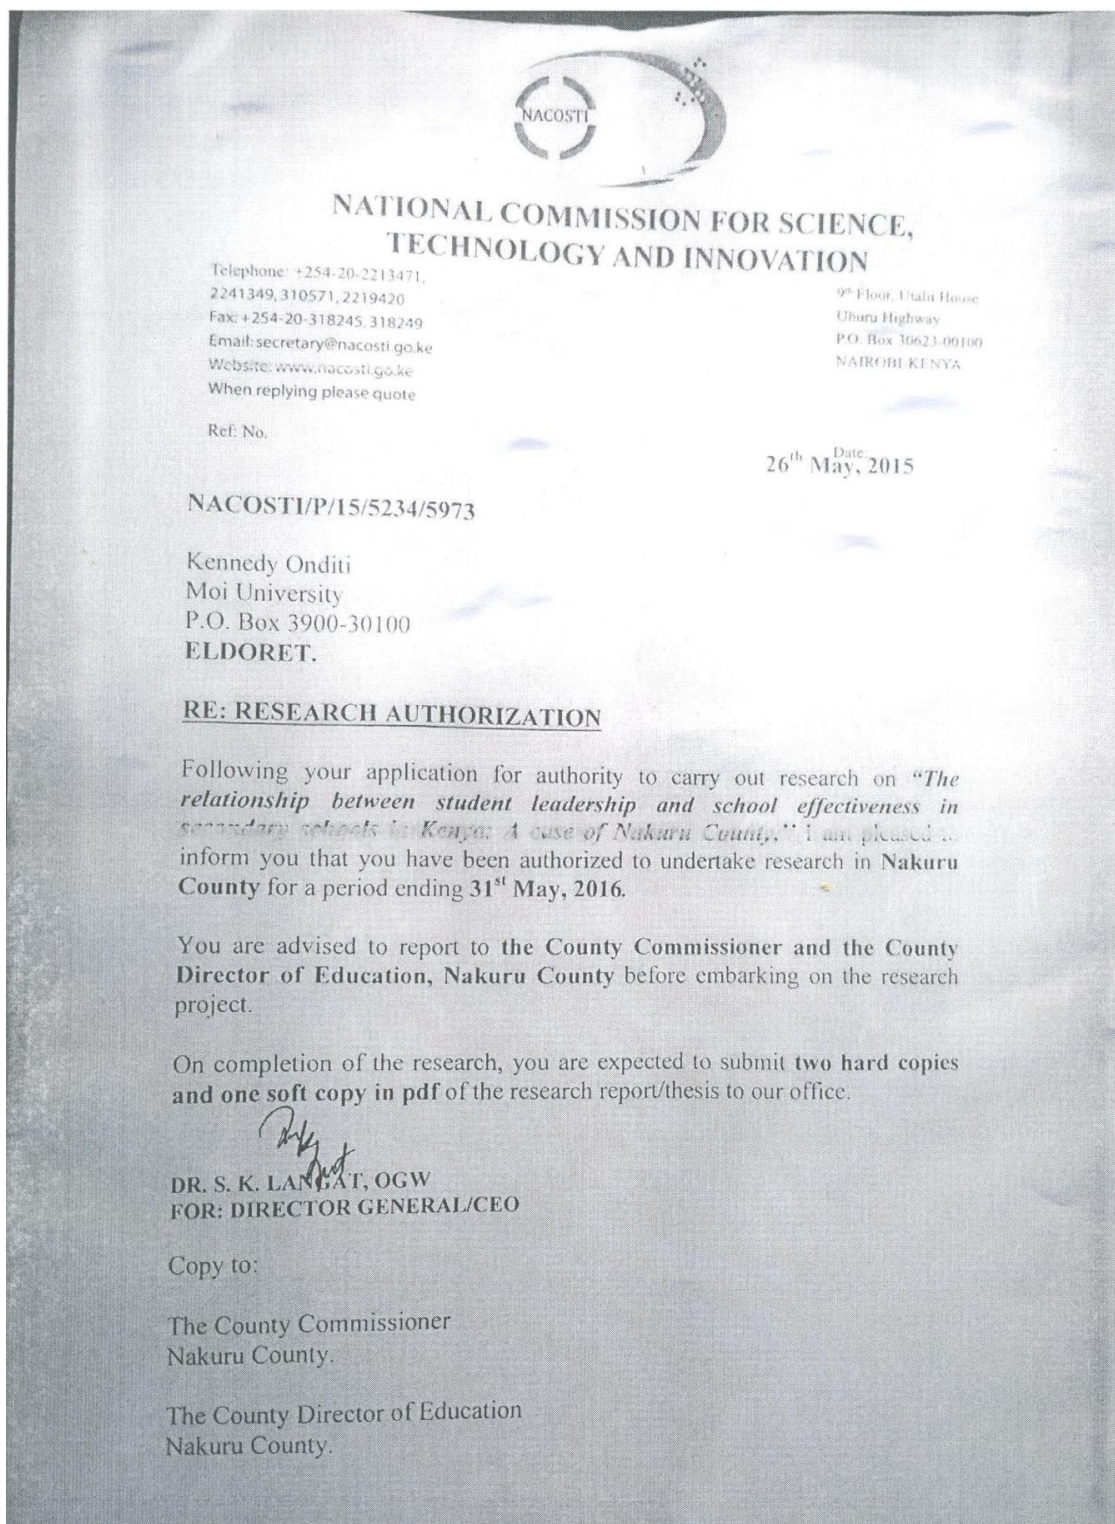 NACOSTI
NATIONAL COMMISSION FOR SCIENCE,
TECHNOLOGY AND INNOVATION
Telephone: +254-20-2213471,
2241349, 310571, 2219420
Fax: +254-20-318245, 318249
Email: secretary@nacosti.go.ke
Website: www.nacosti.go.ke
When replying please quote
9th Floor, Utalii House
Uhuru Highway
P.O. Box 30623-00100
NAIROBI-KENYA
Ref: No.
Date:
26th May, 2015
NACOSTI/P/15/5234/5973
Kennedy Onditi
Moi University
P.O. Box 3900-30100
ELDORET.
RE: RESEARCH AUTHORIZATION
Following your application for authority to carry out research on “The
relationship between student leadership and school effectiveness in
secondary schools in Kenya: A case of Nakuru County,” I am pleased to
inform you that you have been authorized to undertake research in Nakuru
County for a period ending 31st May, 2016.
You are advised to report to the County Commissioner and the County
Director of Education, Nakuru County before embarking on the research
project.
On completion of the research, you are expected to submit two hard copies
and one soft copy in pdf of the research report/thesis to our office.
DR. S. K. LANGAT, OGW
FOR: DIRECTOR GENERAL/CEO
Copy to:
The County Commissioner
Nakuru County.
The County Director of Education
Nakuru County.